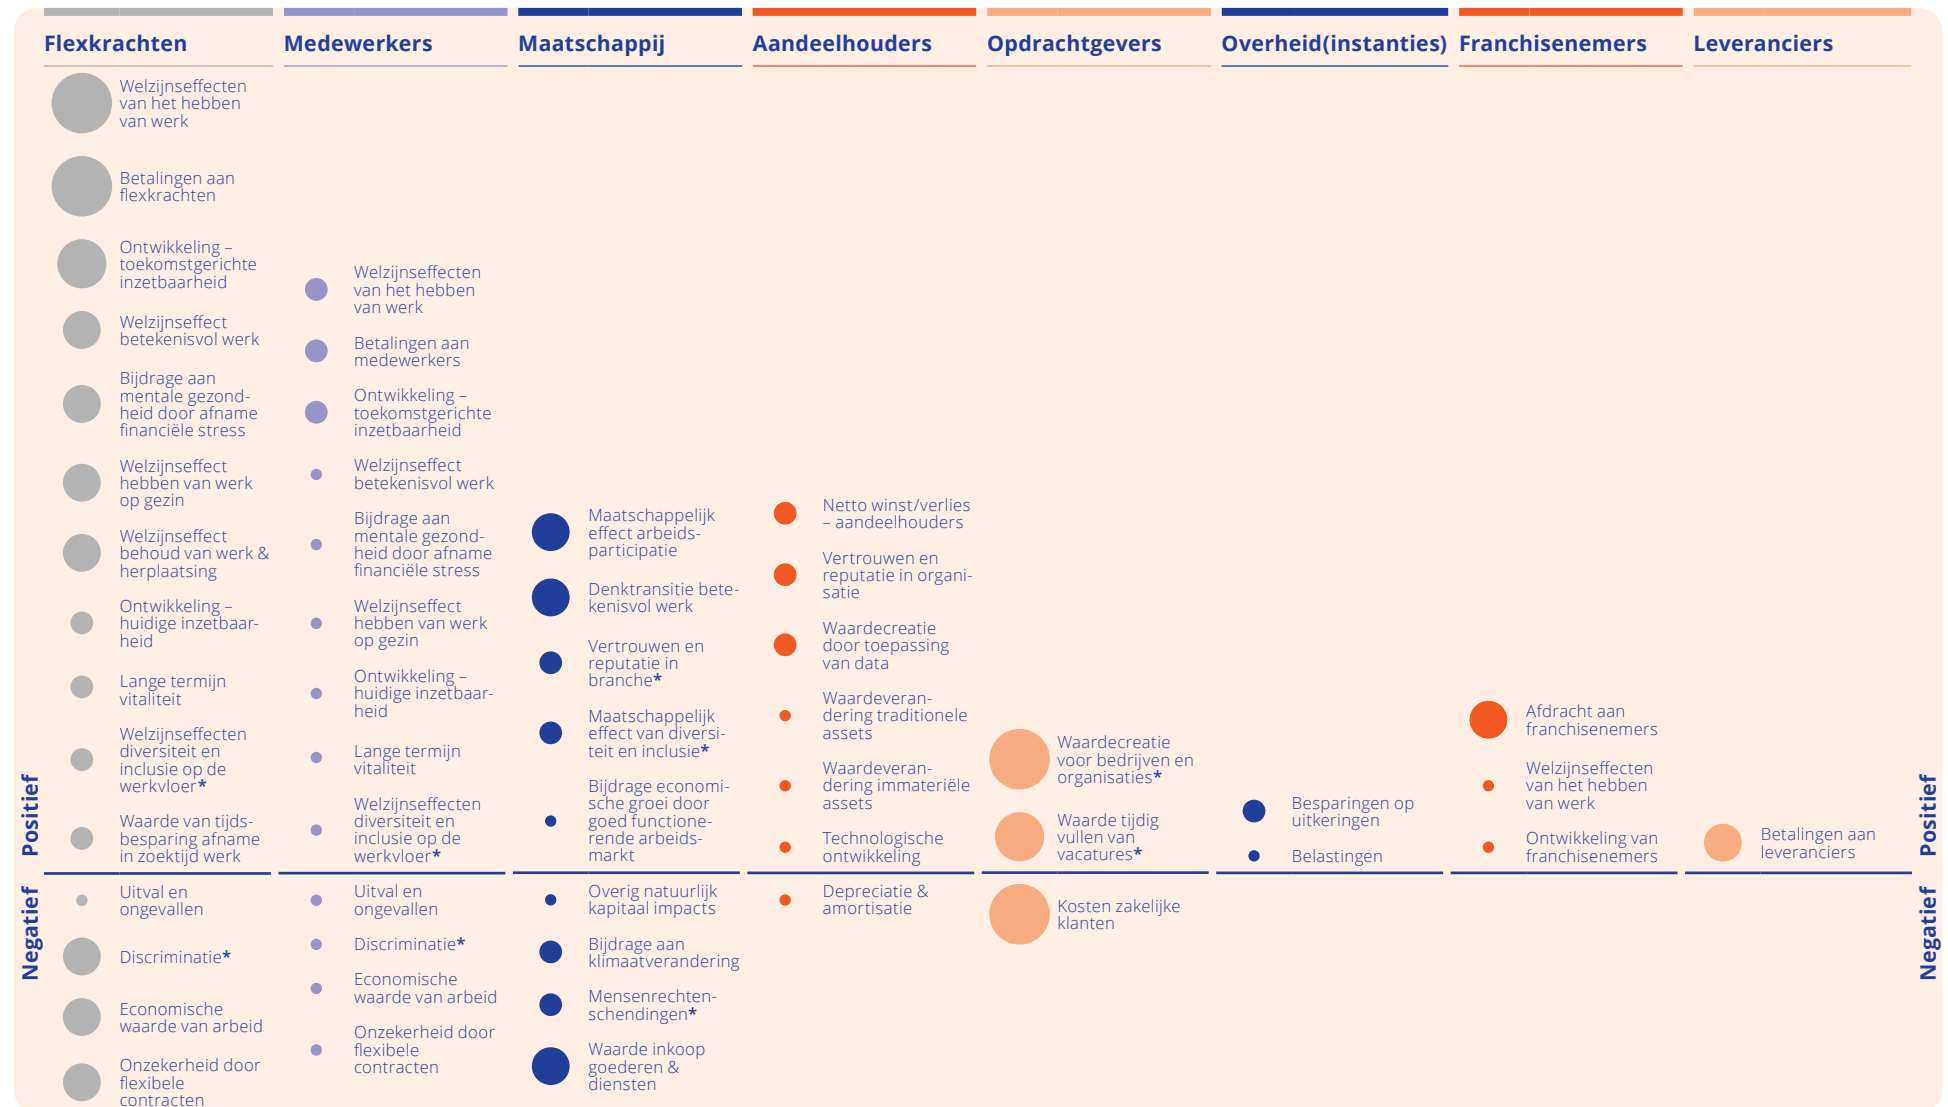 Flexkrachten
Welzijnseffecten
van het hebben
van werk
Betalingen aan
flexkrachten
Ontwikkeling –
toekomstgerichte
inzetbaarheid
Welzijnseffect
betekenisvol werk
Bijdrage aan
mentale gezond-
heid door afname
financiële stress
Welzijnseffect
hebben van werk
op gezin
Welzijnseffect
behoud van werk &
herplaatsing
Ontwikkeling –
huidige inzetbaar-
heid
Lange termijn
vitaliteit
Welzijnseffecten
diversiteit en
inclusie op de
werkvloer*
Waarde van tijds-
besparing afname
in zoektijd werk
Uitval en
ongevallen
Discriminatie*
Economische
waarde van arbeid
Onzekerheid door
flexibele
contracten
Medewerkers
Welzijnseffecten
van het hebben
van werk
Betalingen aan
medewerkers
Ontwikkeling –
toekomstgerichte
inzetbaarheid
Welzijnseffect
betekenisvol werk
Bijdrage aan
mentale gezond-
heid door afname
financiële stress
Welzijnseffect
hebben van werk
op gezin
Ontwikkeling –
huidige inzetbaar-
heid
Lange termijn
vitaliteit
Welzijnseffecten
diversiteit en
inclusie op de
werkvloer*
Uitval en
ongevallen
Discriminatie*
Economische
waarde van arbeid
Onzekerheid door
flexibele
contracten
Maatschappij
Maatschappelijk
effect arbeids-
participatie
Denktransitie bete-
kenisvol werk
Vertrouwen en
reputatie in
branche*
Maatschappelijk
effect van diversi-
teit en inclusie*
Bijdrage economi-
sche groei door
goed functione-
rende arbeids-
markt
Overig natuurlijk
kapitaal impacts
Bijdrage aan
klimaatverandering
Mensenrechten-
schendingen*
Waarde inkoop
goederen &
diensten
Aandeelhouders
Netto winst/verlies
– aandeelhouders
Vertrouwen en
reputatie in organi-
satie
Waardecreatie
door toepassing
van data
Waardeveran-
dering traditionele
assets
Waardeveran-
dering immateriële
assets
Technologische
ontwikkeling
Depreciatie &
amortisatie
Opdrachtgevers
Waardecreatie
voor bedrijven en
organisaties*
Waarde tijdig
vullen van
vacatures*
Kosten zakelijke
klanten
Overheid(instanties)
Besparingen op
uitkeringen
Belastingen
Franchisenemers
Afdracht aan
franchisenemers
Welzijnseffecten
van het hebben
van werk
Ontwikkeling van
franchisenemers
Leveranciers
Betalingen aan
leveranciers
Positief
Negatief
Positief
Negatief